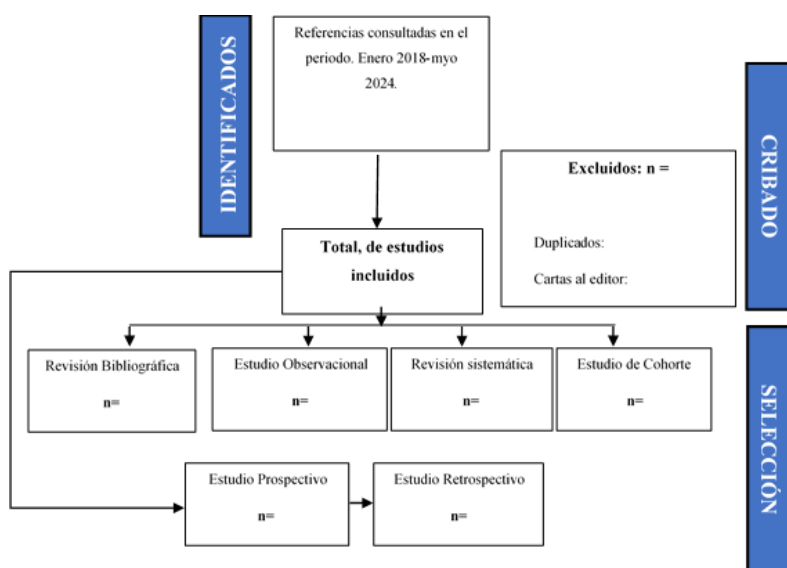 IDENTIFICADOS
Referencias consultadas en el
periodo. Enero 2018-myo
2024.
CRIBADO
Excluidos: n =
Duplicados:
Cartas al editor:
Total, de estudios
incluidos
SELECCIÓN
Revisión Bibliográfica
n=
Estudio Observacional
n=
Revisión sistemática
n=
Estudio de Cohorte
n=
Estudio Prospectivo
n=
Estudio Retrospectivo
n=